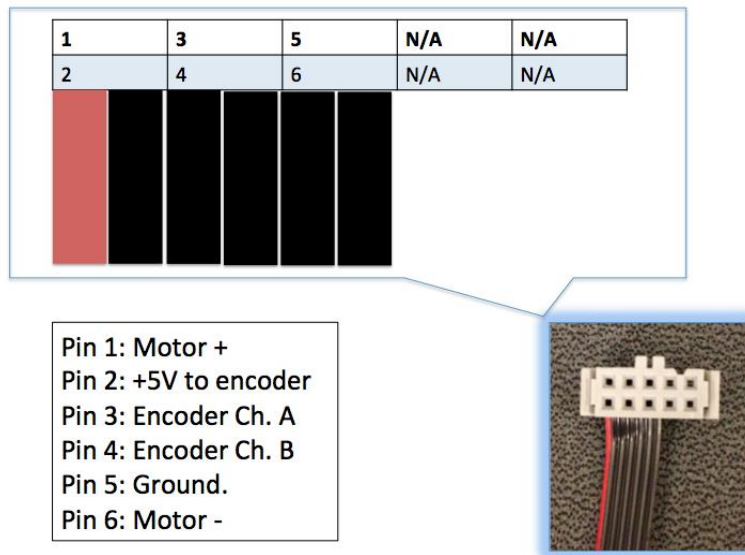 1 3 5 N/A N/A
2 4 6 N/A N/A
Pin 1: Motor +
Pin 2: +5V to encoder
Pin 3: Encoder Ch. A
Pin 4: Encoder Ch. B
Pin 5: Ground.
Pin 6: Motor -